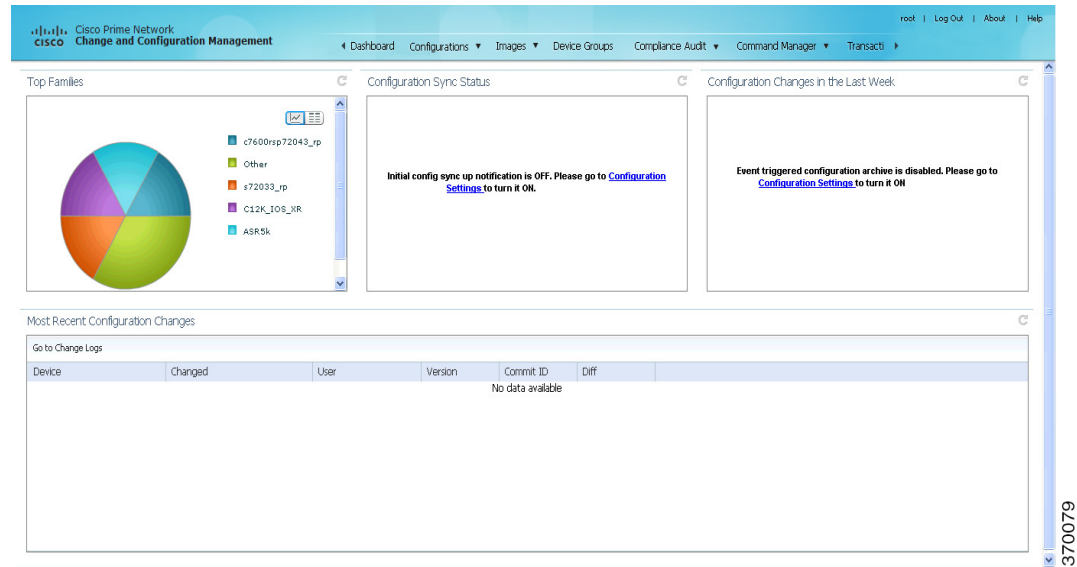 root | Log Out | About | Help
Cisco Prime Network
CISCO Change and Configuration Management
Dashboard Configurations Images Device Groups Compliance Audit Command Manager Transacti
Top Families
Configuration Sync Status
Configuration Changes in the Last Week
c7600rsp72043_rp
Other
s72033_rp
C12K_IOS_XR
ASR5k
Initial config sync up notification is OFF. Please go to Configuration
Settings to turn it ON.
Event triggered configuration archive is disabled. Please go to
Configuration Settings to turn it ON
Most Recent Configuration Changes
Go to Change Logs
Device Changed User Version Commit ID Diff
No data available
370079